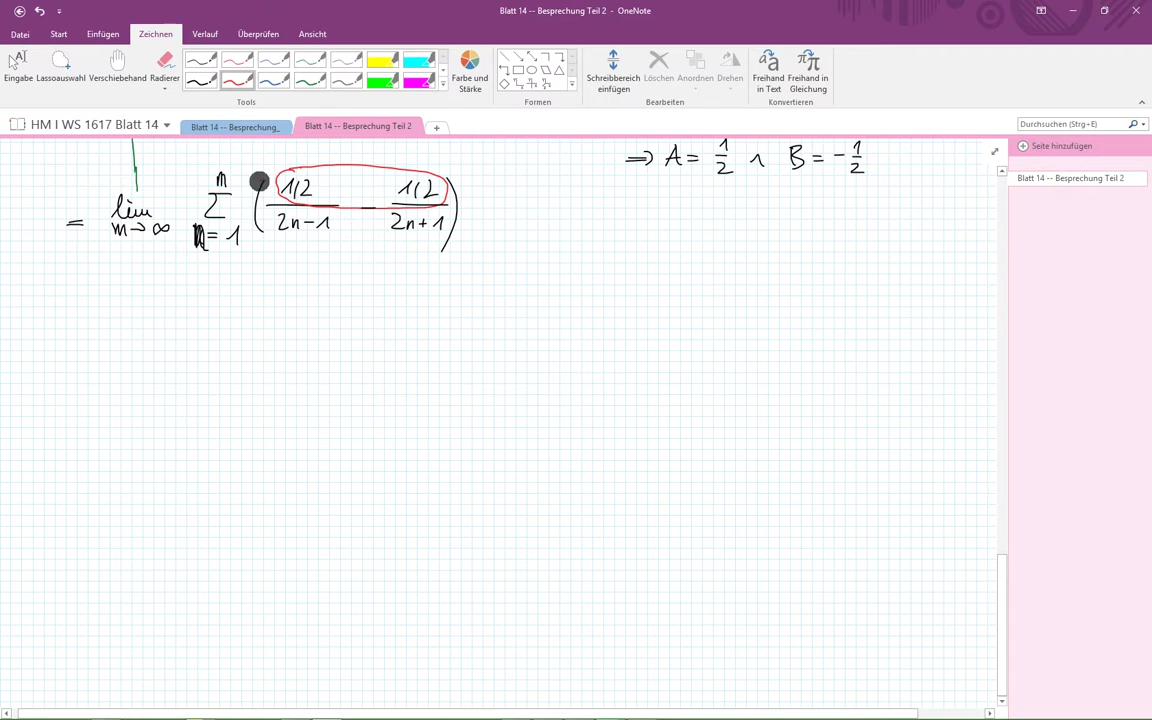 Blatt 14 -- Besprechung Teil 2 - OneNote
Datei Start Einfügen Zeichnen Verlauf Überprüfen Ansicht
Eingabe Lassoauswahl Verschiebehand Radierer
Farbe und Stärke
Schreibbereich einfügen
Löschen Anordnen Drehen
Freihand in Text
Freihand in Gleichung
Tools Formen Bearbeiten Konvertieren
HM I WS 1617 Blatt 14
Blatt 14 -- Besprechung_
Blatt 14 -- Besprechung Teil 2
Durchsuchen (Strg+E)
Seite hinzufügen
Blatt 14 -- Besprechung Teil 2
⇒ A = 1/2 ∧ B = -1/2
= lim m→∞ Σ n=1 m ( 1/2 / 2n-1 - 1/2 / 2n+1 )